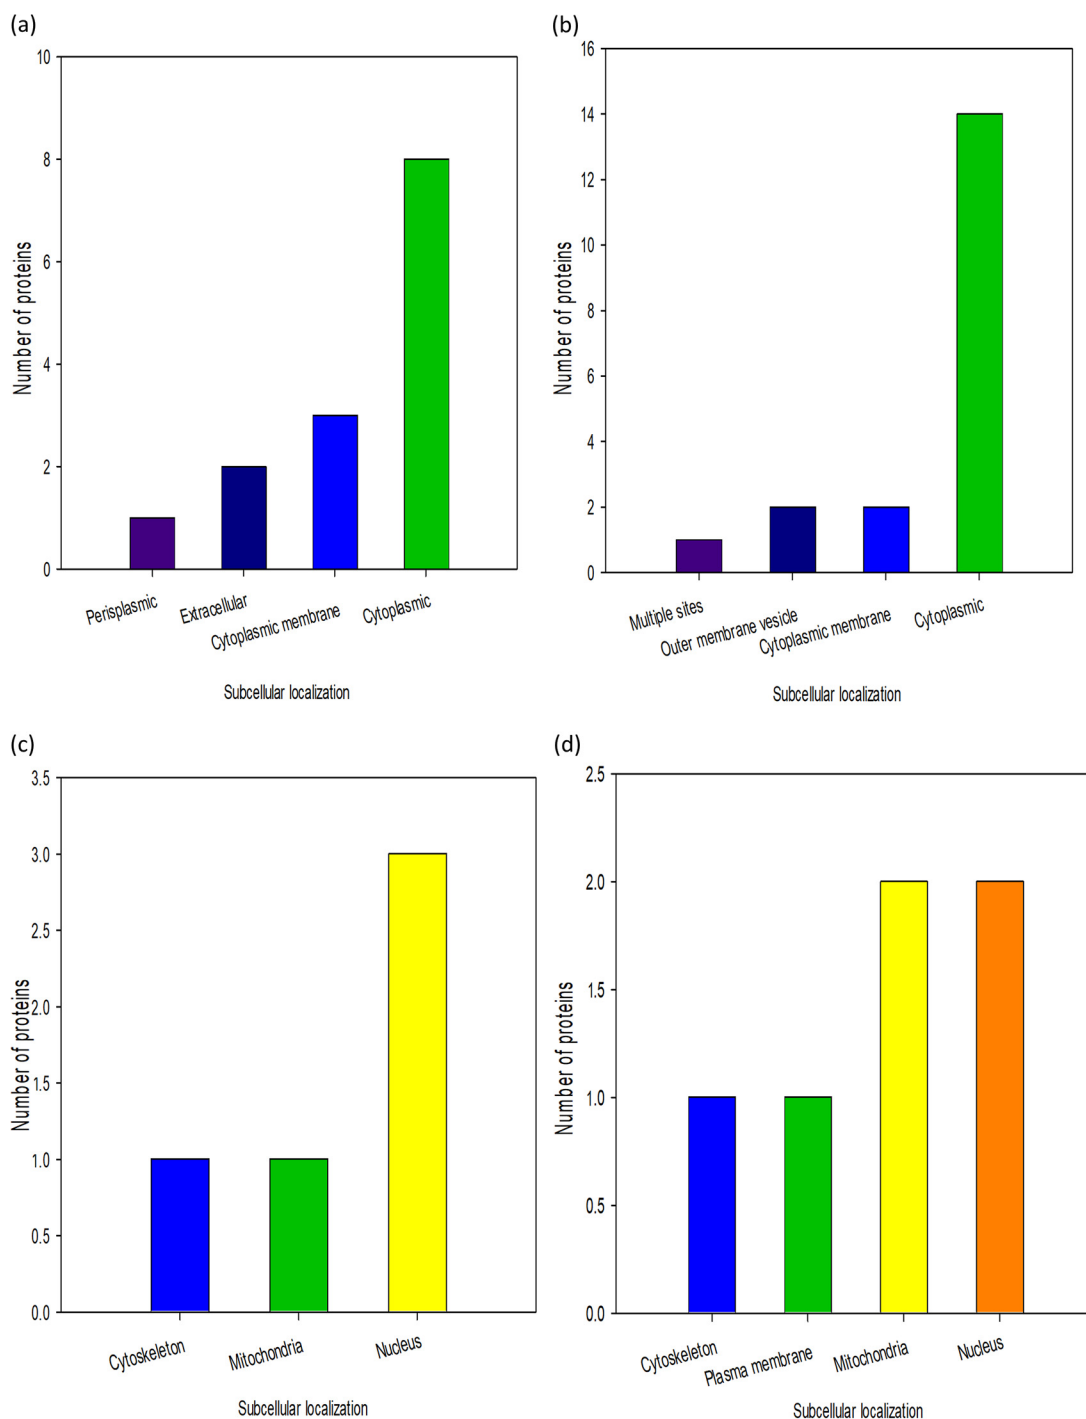 (a)
10
8
6
4
2
0
Number of proteins
Perisplasmic
Extracellular
Cytoplasmic membrane
Cytoplasmic
Subcellular localization
(b)
16
14
12
10
8
6
4
2
0
Number of proteins
Multiple sites
Outer membrane vesicle
Cytoplasmic membrane
Cytoplasmic
Subcellular localization
(c)
3.5
3.0
2.5
2.0
1.5
1.0
0.5
0.0
Number of proteins
Cytoskeleton
Mitochondria
Nucleus
Subcellular localization
(d)
2.5
2.0
1.5
1.0
0.5
0.0
Number of proteins
Cytoskeleton
Plasma membrane
Mitochondria
Nucleus
Subcellular localization